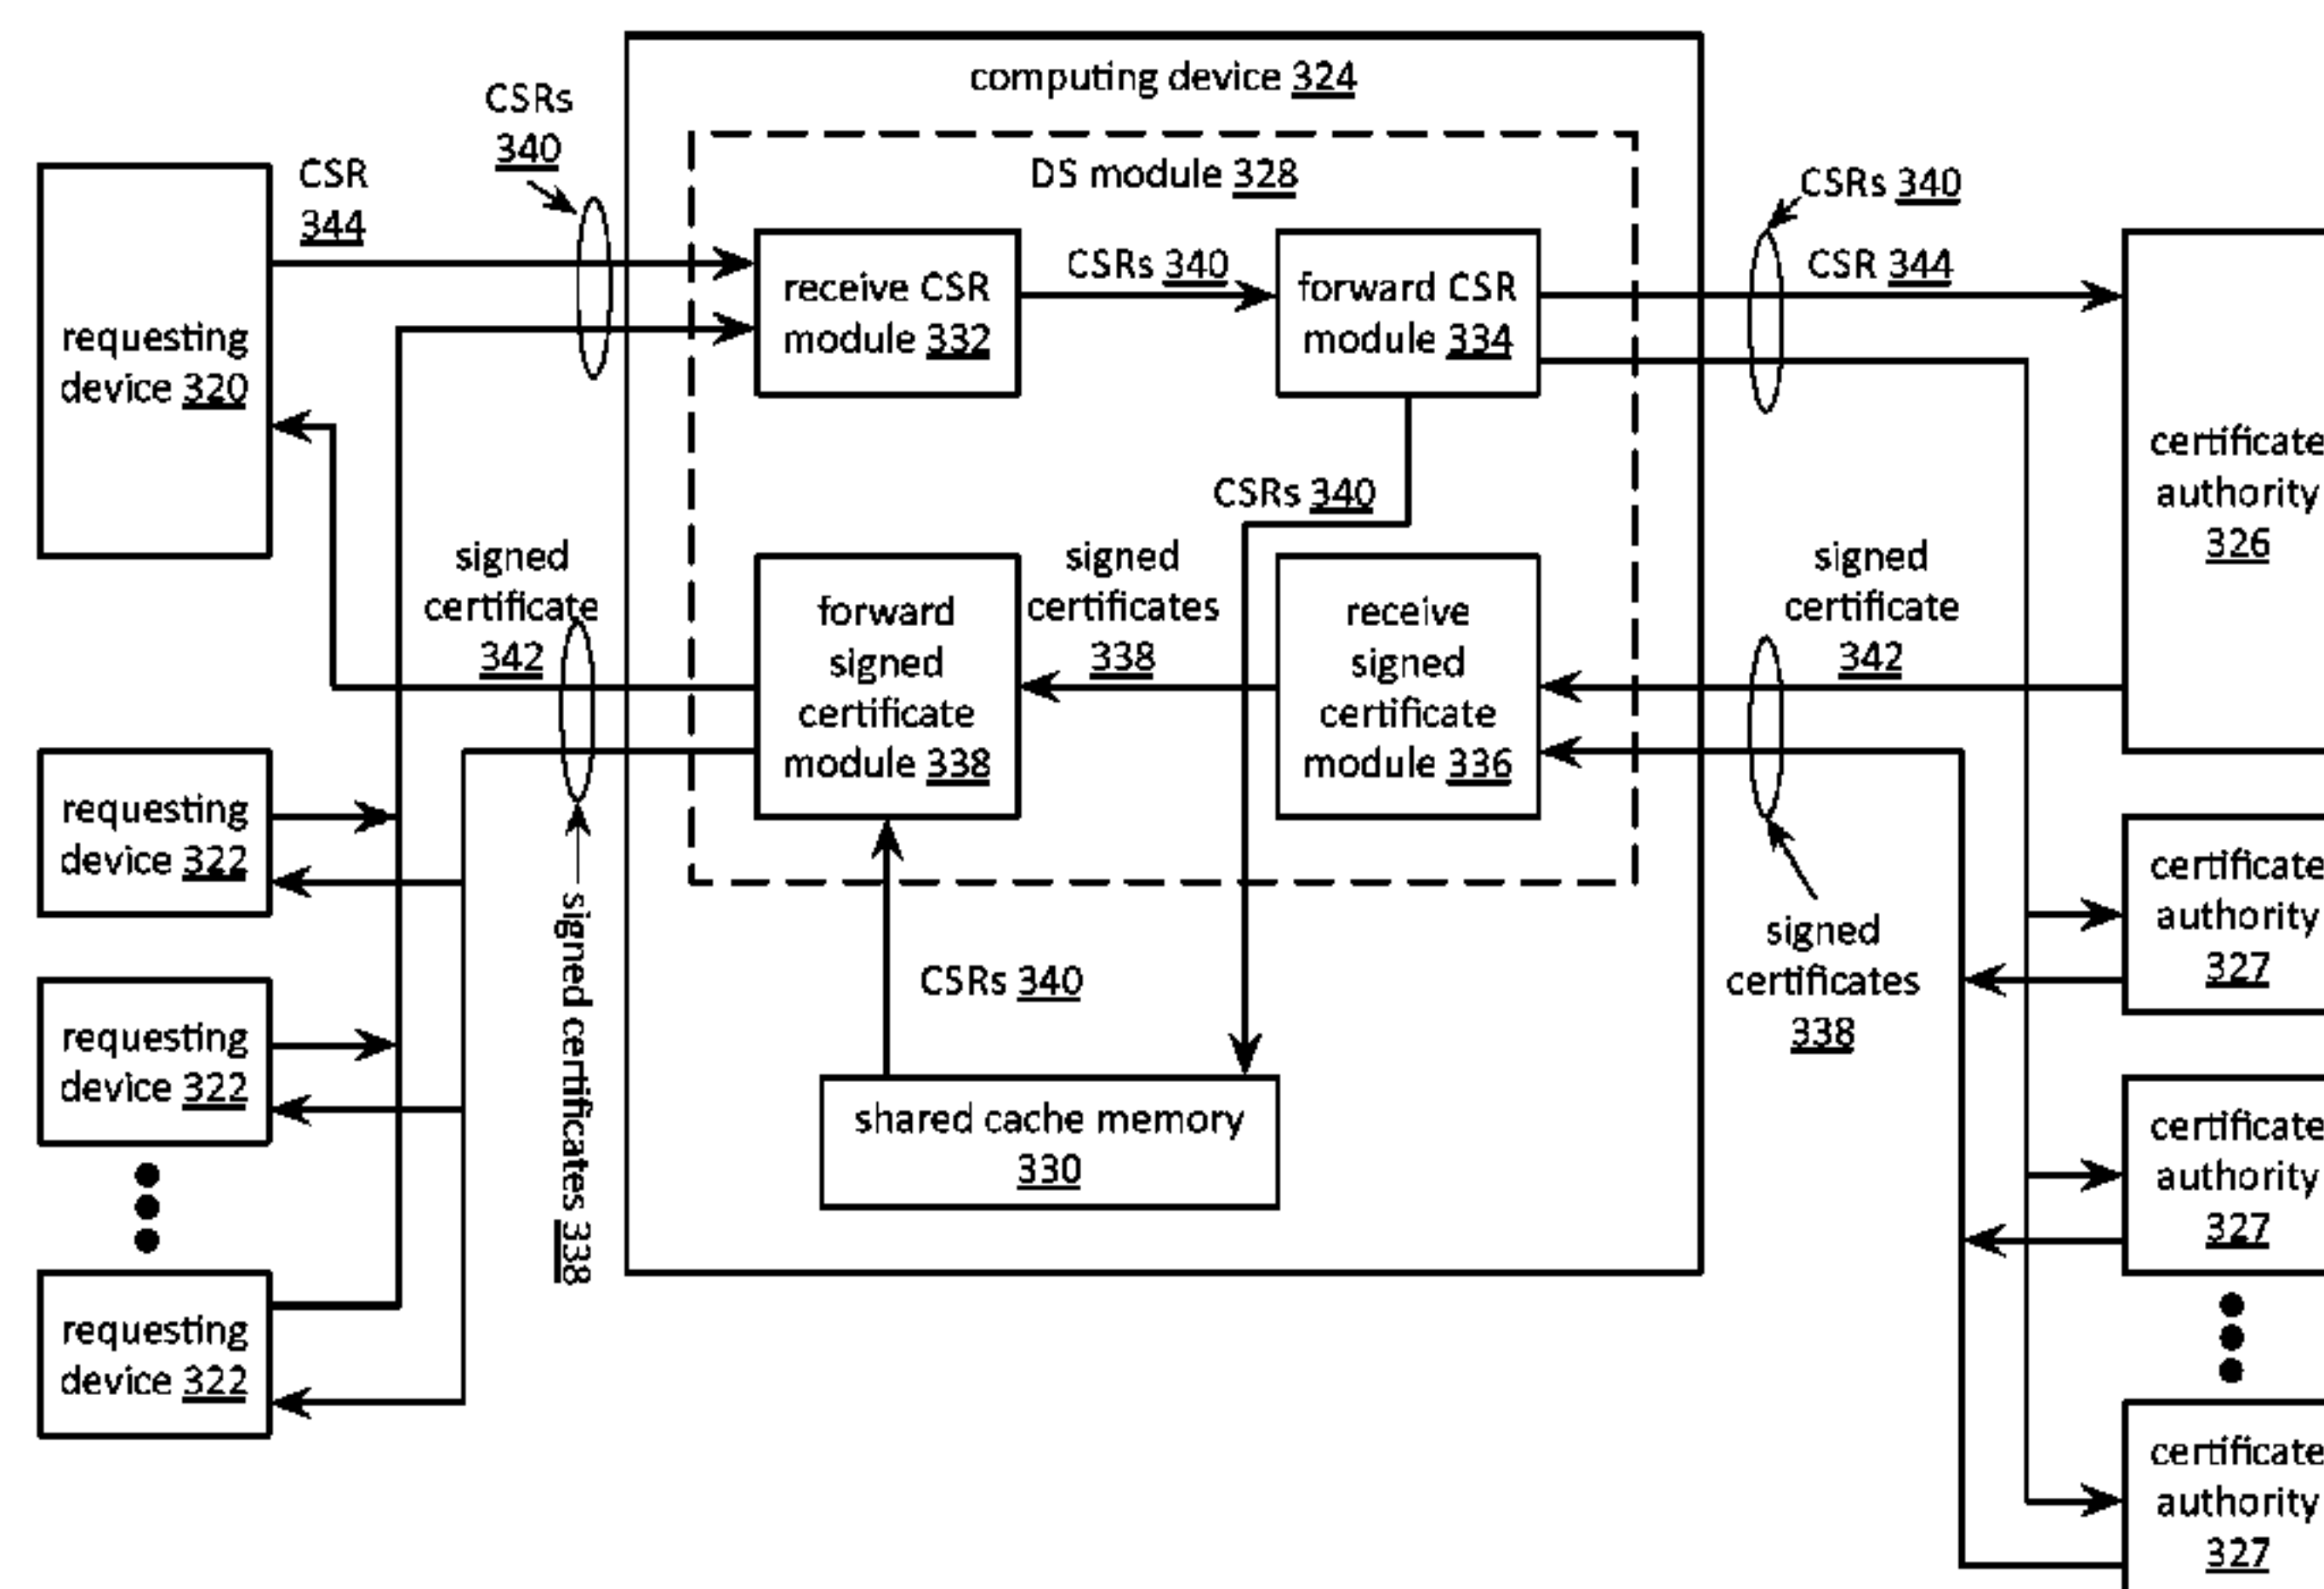 computing device 324
CSRs
340
CSR
344
DS module 328
CSRs 340
CSR 344
requesting
device 320
receive CSR
module 332
CSRs 340
forward CSR
module 334
certificate
authority
326
CSRs 340
signed
certificate
342
forward
signed
certificate
module 338
signed
certificates
338
receive
signed
certificate
module 336
signed
certificate
342
requesting
device 322
signed certificates 338
signed
certificates
338
certificate
authority
327
requesting
device 322
CSRs 340
shared cache memory
330
certificate
authority
327
requesting
device 322
certificate
authority
327